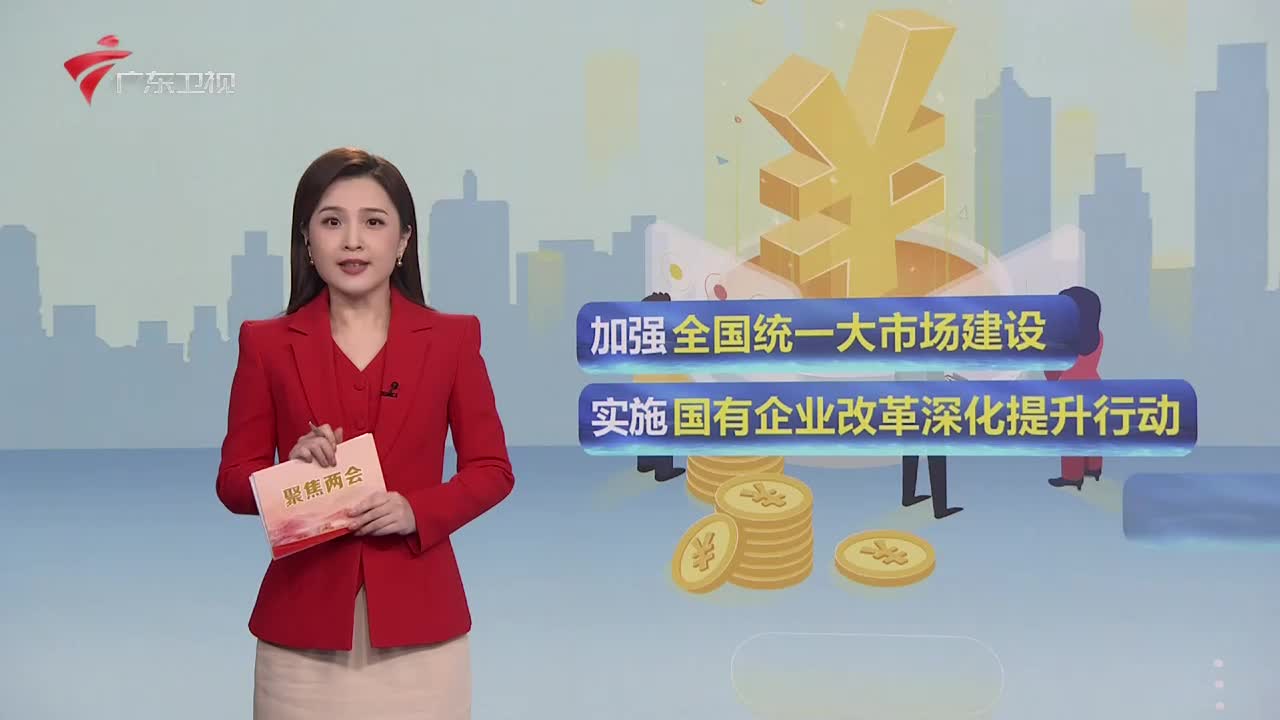 广东卫视
加强全国统一大市场建设
实施国有企业改革深化提升行动
聚焦两会